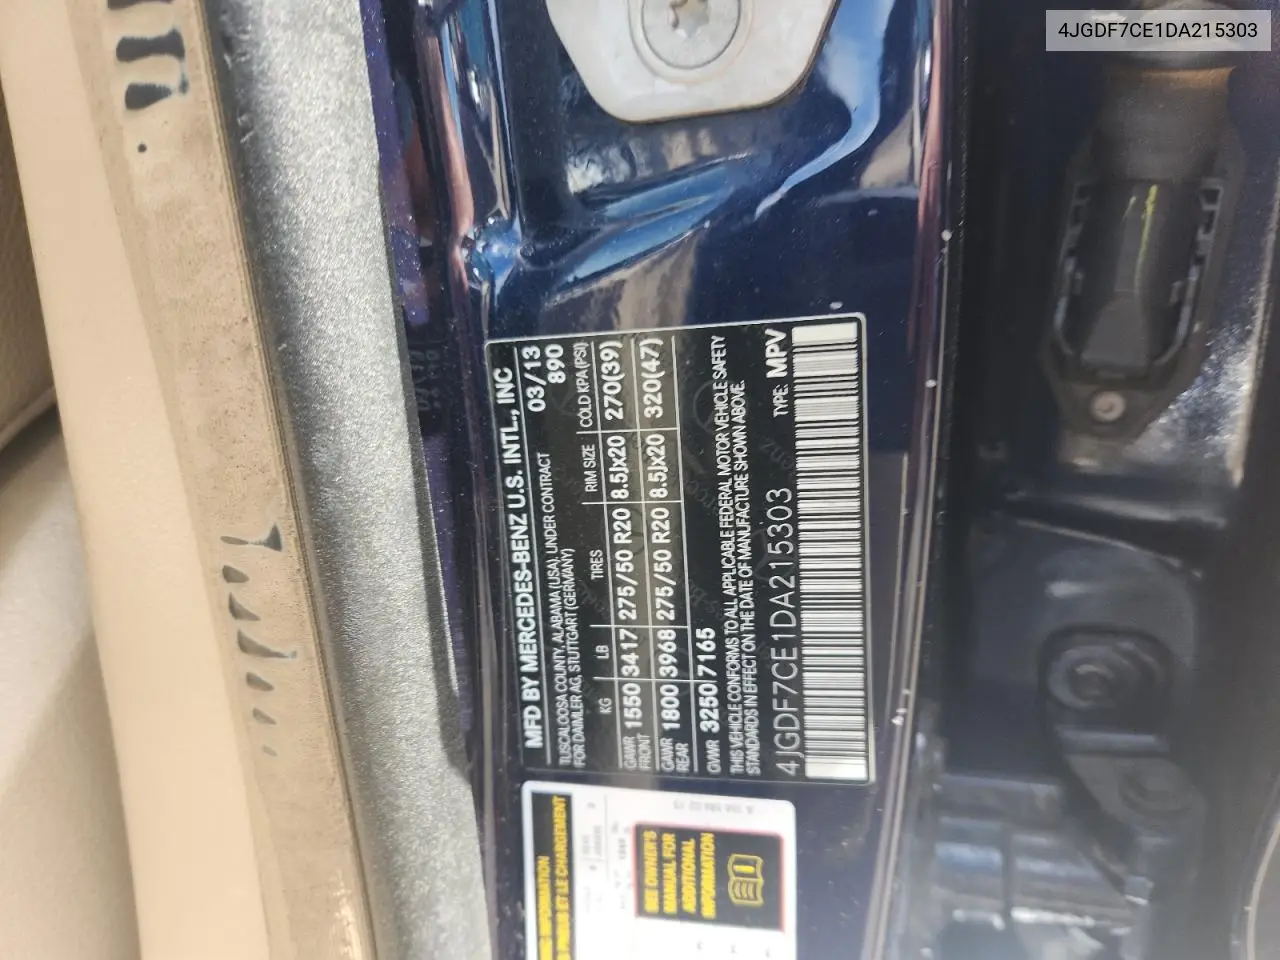 4JGDF7CE1DA215303
MFD BY MERCEDES-BENZ U.S. INTL., INC
TUSCALOOSA COUNTY, ALABAMA (USA), UNDER CONTRACT 03/13
FOR DAIMLER AG, STUTTGART (GERMANY) 890
KG LB TIRES RIM SIZE COLD KPA (PSI)
GAWR FRONT 1550 3417 275/50 R20 8.5Jx20 270(39)
GAWR REAR 1800 3968 275/50 R20 8.5Jx20 320(47)
GVWR 3250 7165
THIS VEHICLE CONFORMS TO ALL APPLICABLE FEDERAL MOTOR VEHICLE SAFETY
STANDARDS IN EFFECT ON THE DATE OF MANUFACTURE SHOWN ABOVE.
4JGDF7CE1DA215303 TYPE: MPV
ET LE CHARGEMENT
SEE OWNER'S
MANUAL FOR
ADDITIONAL
INFORMATION